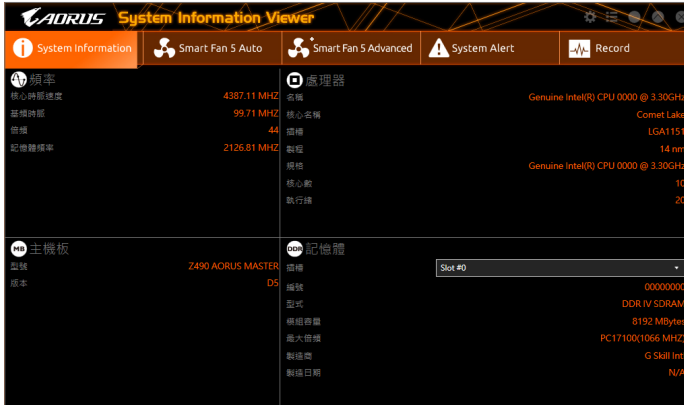 AORUS System Information Viewer
System Information
Smart Fan 5 Auto
Smart Fan 5 Advanced
System Alert
Record
頻率
核心時脈速度 4387.11 MHZ
基頻時脈 99.71 MHZ
倍頻 44
記憶體頻率 2126.81 MHZ
處理器
名稱 Genuine Intel(R) CPU 0000 @ 3.30GHz
核心名稱 Comet Lake
插槽 LGA1151
製程 14 nm
規格 Genuine Intel(R) CPU 0000 @ 3.30GHz
核心數 10
執行緒 20
MB 主機板
型號 Z490 AORUS MASTER
版本 D5
DDR 記憶體
插槽 Slot #0
編號 00000000
型式 DDR IV SDRAM
模組容量 8192 MBytes
最大倍頻 PC17100(1066 MHZ)
製造商 G Skill Intl
製造日期 N/A